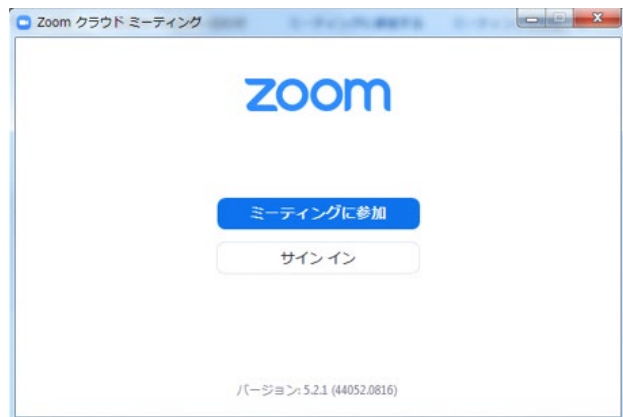 Zoom クラウド ミーティング
zoom
ミーティングに参加
サイン イン
バージョン: 5.2.1 (44052.0816)